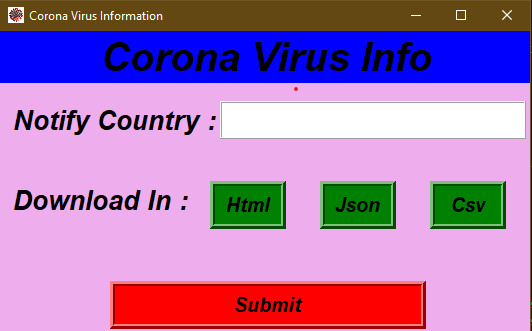 Corona Virus Information
Corona Virus Info
Notify Country :
Download In : Html Json Csv
Submit